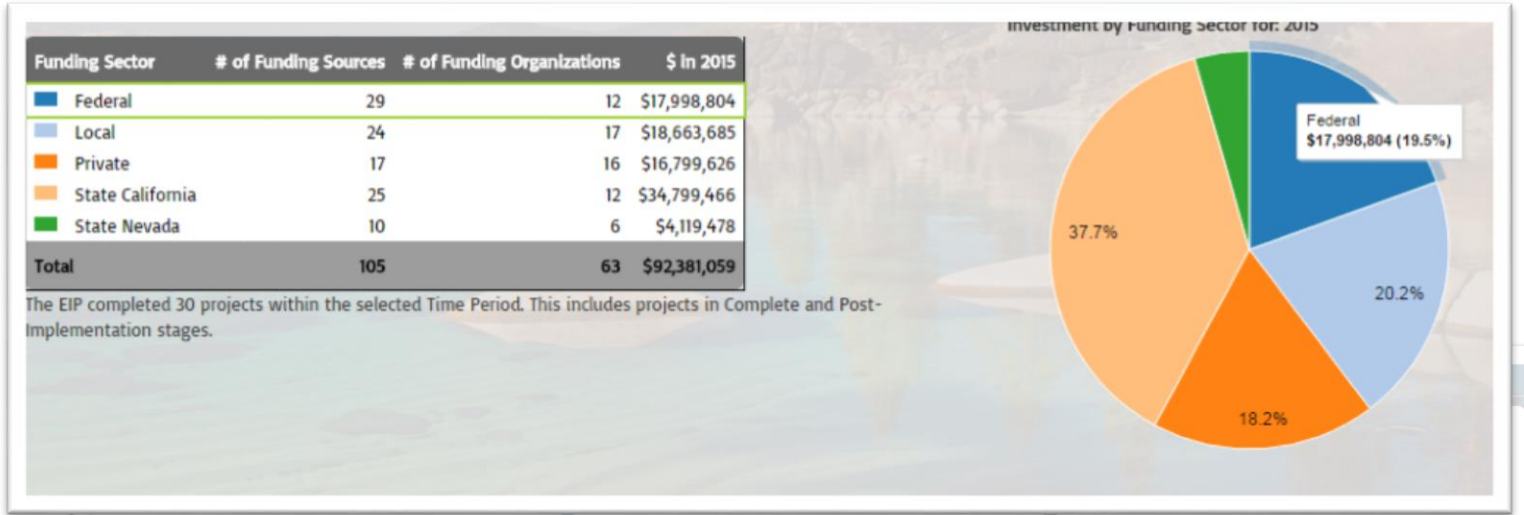 Funding Sector # of Funding Sources # of Funding Organizations $ in 2015
Federal 29 12 $17,998,804
Local 24 17 $18,663,685
Private 17 16 $16,799,626
State California 25 12 $34,799,466
State Nevada 10 6 $4,119,478
Total 105 63 $92,381,059
The EIP completed 30 projects within the selected Time Period. This includes projects in Complete and Post-
Implementation stages.
Investment by Funding Sector for: 2015
Federal
$17,998,804 (19.5%)
37.7%
20.2%
18.2%